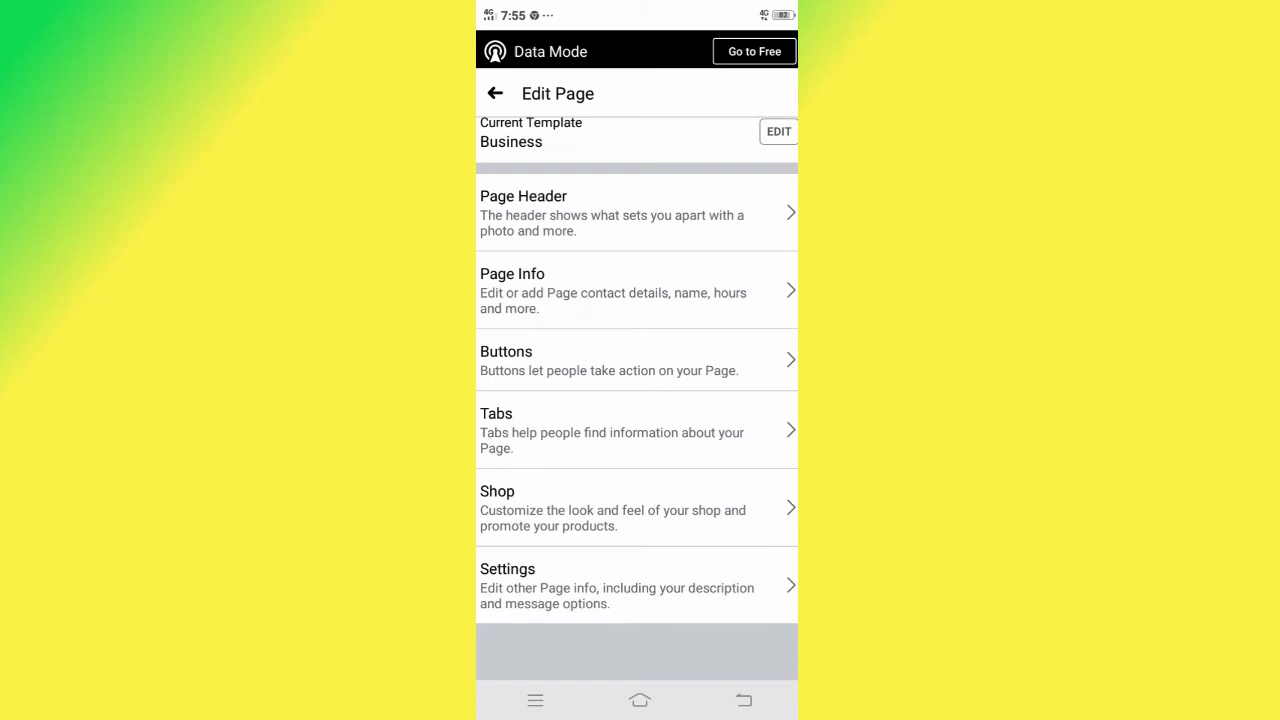 4G 7:55 ... 4G 82
Data Mode Go to Free
Edit Page
Current Template
Business EDIT
Page Header
The header shows what sets you apart with a
photo and more.
Page Info
Edit or add Page contact details, name, hours
and more.
Buttons
Buttons let people take action on your Page.
Tabs
Tabs help people find information about your
Page.
Shop
Customize the look and feel of your shop and
promote your products.
Settings
Edit other Page info, including your description
and message options.